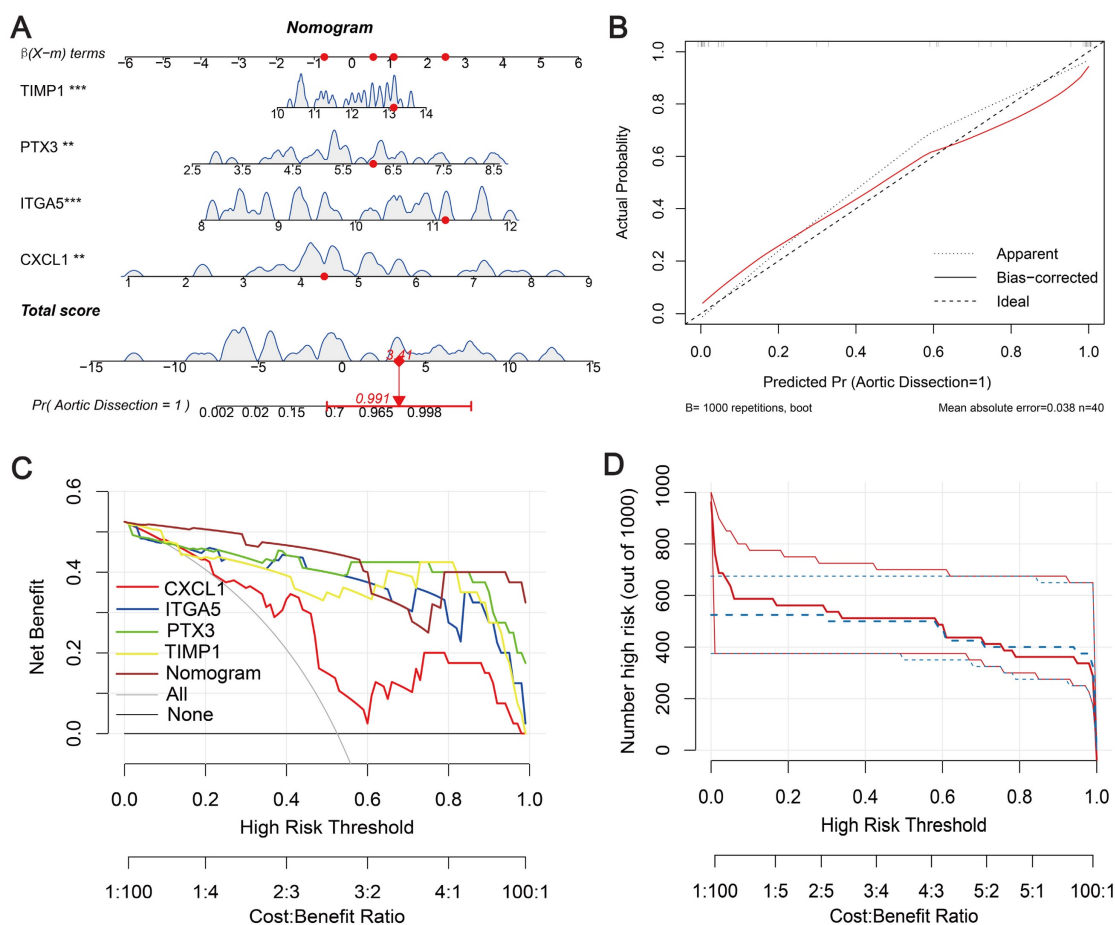 A
Nomogram
β(X−m) terms
−6 −5 −4 −3 −2 −1 0 1 2 3 4 5 6
TIMP1 ***
10 11 12 13 14
PTX3 **
2.5 3.5 4.5 5.5 6.5 7.5 8.5
ITGA5***
8 9 10 11 12
CXCL1 **
1 2 3 4 5 6 7 8 9
Total score
3.41
−15 −10 −5 0 5 10 15
0.991
Pr( Aortic Dissection = 1 )
0.002 0.02 0.15 0.7 0.965 0.998
B
Actual Probablity
1.0
0.8
0.6
0.4
0.2
0.0
Apparent
Bias−corrected
Ideal
0.0 0.2 0.4 0.6 0.8 1.0
Predicted Pr (Aortic Dissection=1)
B= 1000 repetitions, boot
Mean absolute error=0.038 n=40
C
Net Benefit
0.6
0.4
0.2
0.0
CXCL1
ITGA5
PTX3
TIMP1
Nomogram
All
None
0.0 0.2 0.4 0.6 0.8 1.0
High Risk Threshold
1:100 1:4 2:3 3:2 4:1 100:1
Cost:Benefit Ratio
D
Number high risk (out of 1000)
1000
800
600
400
200
0
0.0 0.2 0.4 0.6 0.8 1.0
High Risk Threshold
1:100 1:5 2:5 3:4 4:3 5:2 5:1 100:1
Cost:Benefit Ratio